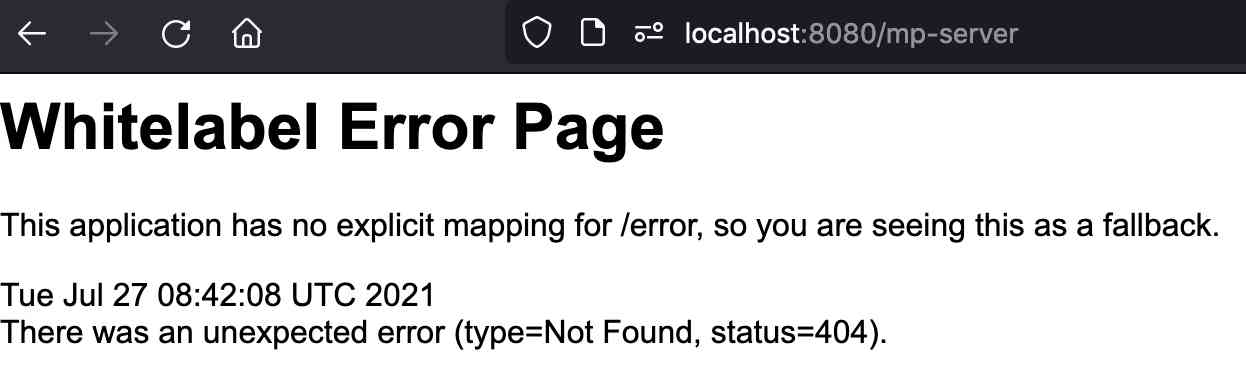 localhost:8080/mp-server
Whitelabel Error Page
This application has no explicit mapping for /error, so you are seeing this as a fallback.
Tue Jul 27 08:42:08 UTC 2021
There was an unexpected error (type=Not Found, status=404).